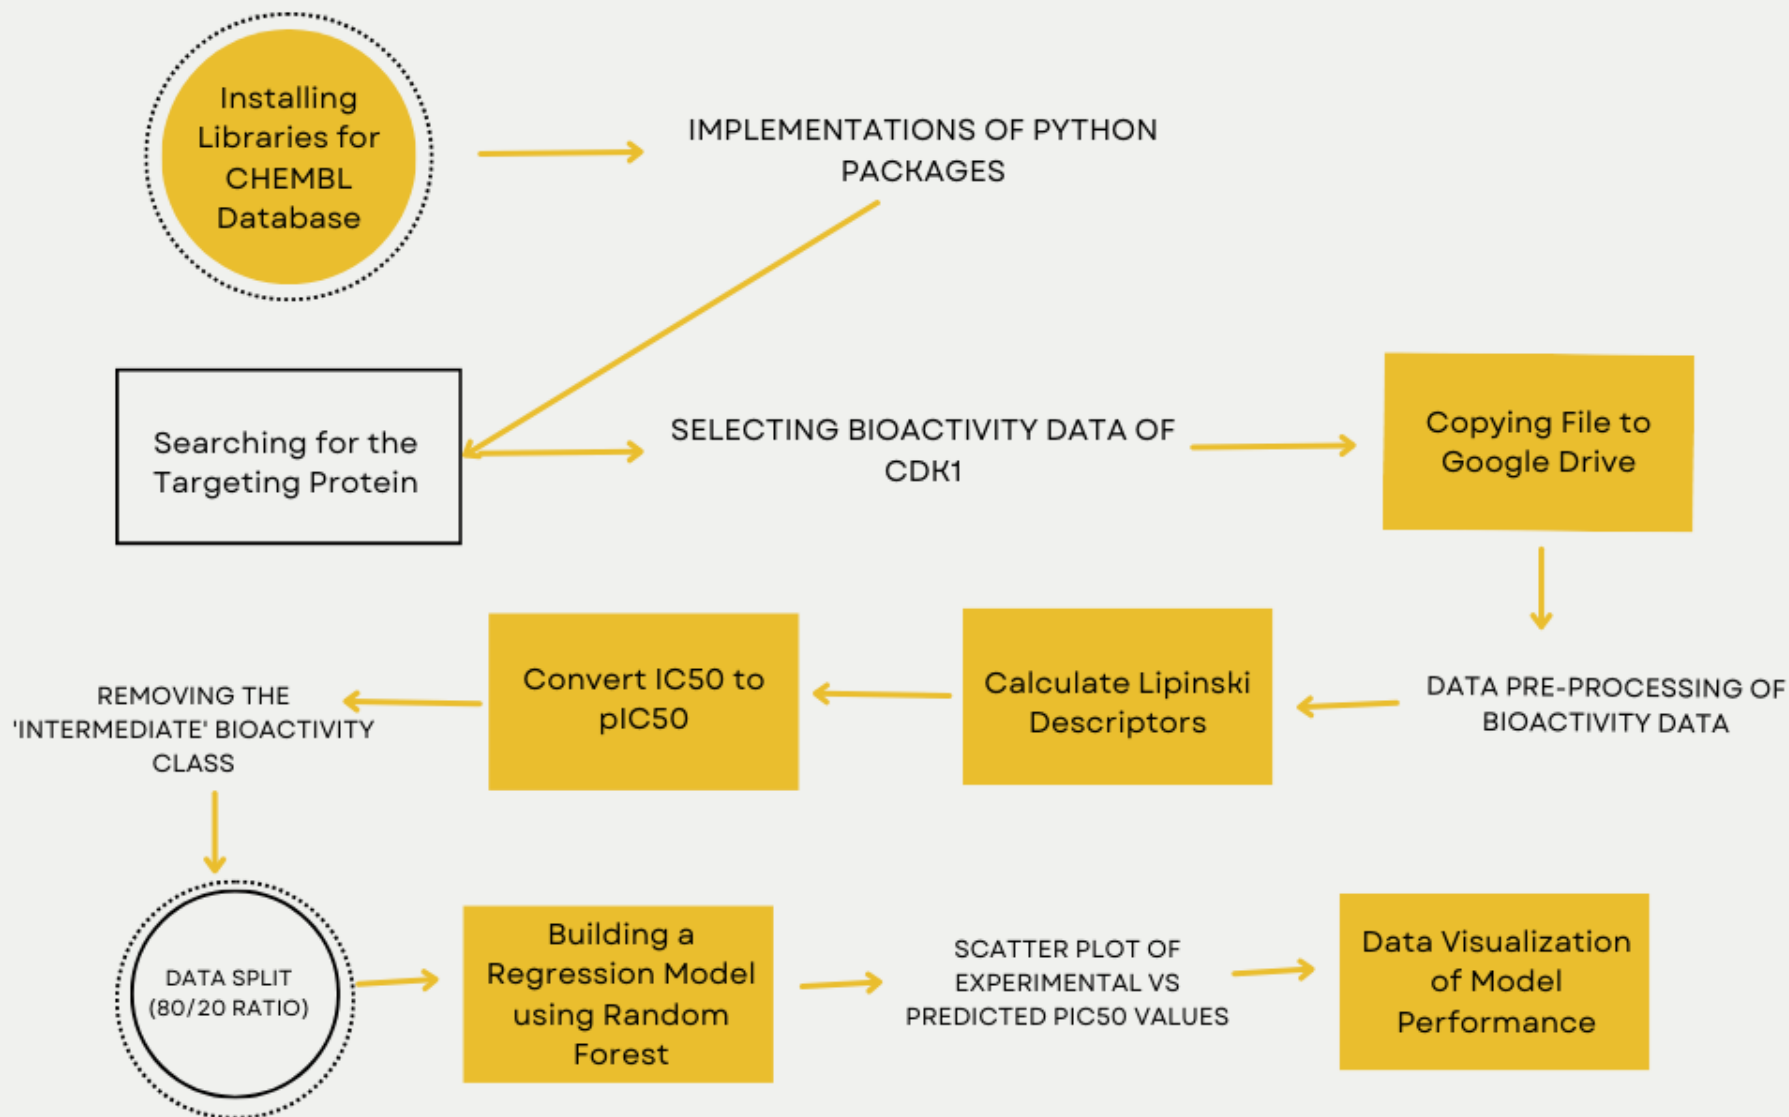 Installing
Libraries for
CHEMBL
Database
IMPLEMENTATIONS OF PYTHON
PACKAGES
Searching for the
Targeting Protein
SELECTING BIOACTIVITY DATA OF
CDK1
Copying File to
Google Drive
DATA PRE-PROCESSING OF
BIOACTIVITY DATA
Calculate Lipinski
Descriptors
Convert IC50 to
pIC50
REMOVING THE
'INTERMEDIATE' BIOACTIVITY
CLASS
DATA SPLIT
(80/20 RATIO)
Building a
Regression Model
using Random
Forest
SCATTER PLOT OF
EXPERIMENTAL VS
PREDICTED PIC50 VALUES
Data Visualization
of Model
Performance